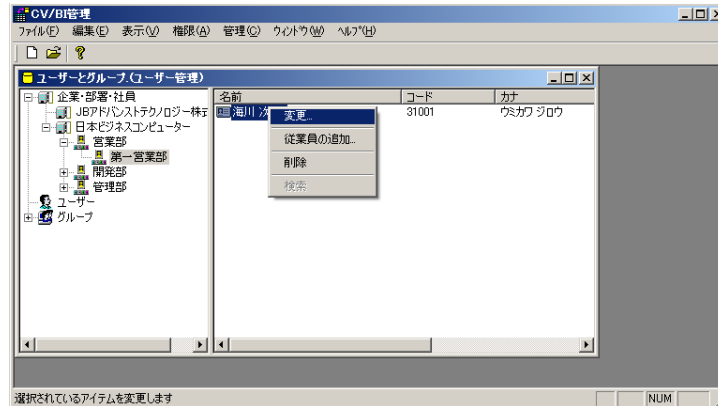 CV/BI管理
ファイル(F) 編集(E) 表示(V) 権限(A) 管理(C) ウィンドウ(W) ヘルプ(H)
ユーザーとグループ.(ユーザー管理)
企業・部署・社員
JBアドバンストテクノロジー株
日本ビジネスコンピューター
営業部
第一営業部
開発部
管理部
ユーザー
グループ
名前 コード カナ
海川 次 31001 ウミカワ ジロウ
変更...
従業員の追加...
削除
検索
選択されているアイテムを変更します
NUM